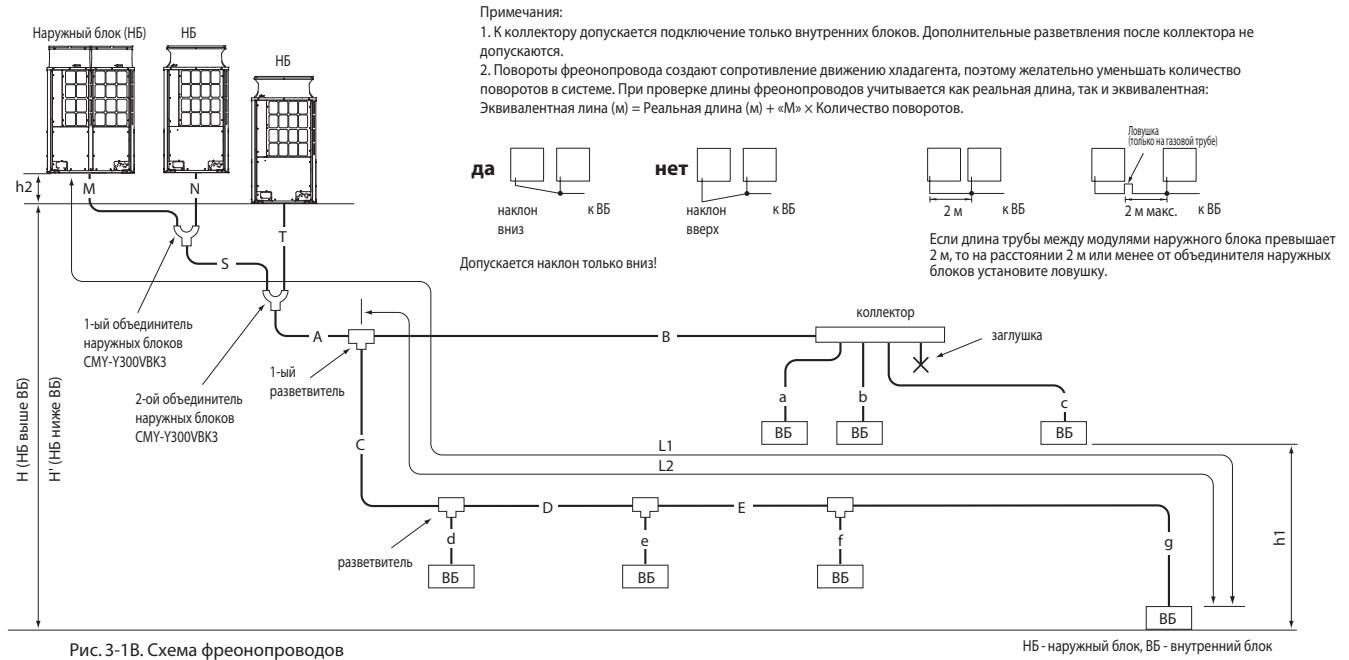 Примечания:
1. К коллектору допускается подключение только внутренних блоков. Дополнительные разветвления после коллектора не
допускаются.
2. Повороты фреонопровода создают сопротивление движению хладагента, поэтому желательно уменьшать количество
поворотов в системе. При проверке длины фреонопроводов учитывается как реальная длина, так и эквивалентная:
Эквивалентная лина (м) = Реальная длина (м) + «М» × Количество поворотов.
Наружный блок (НБ)
НБ
НБ
да
наклон
вниз
к ВБ
нет
наклон
вверх
к ВБ
2 м
к ВБ
Ловушка
(только на газовой трубе)
2 м макс.
к ВБ
Допускается наклон только вниз!
Если длина трубы между модулями наружного блока превышает
2 м, то на расстоянии 2 м или менее от объединителя наружных
блоков установите ловушку.
h2
M
N
T
S
1-ый объединитель
наружных блоков
CMY-Y300VBK3
2-ой объединитель
наружных блоков
CMY-Y300VBK3
A
1-ый
разветвитель
B
коллектор
заглушка
a
b
c
ВБ
ВБ
ВБ
H (НБ выше ВБ)
H' (НБ ниже ВБ)
C
L1
L2
D
E
разветвитель
d
e
f
g
ВБ
ВБ
ВБ
ВБ
h1
Рис. 3-1В. Схема фреонопроводов
НБ - наружный блок, ВБ - внутренний блок